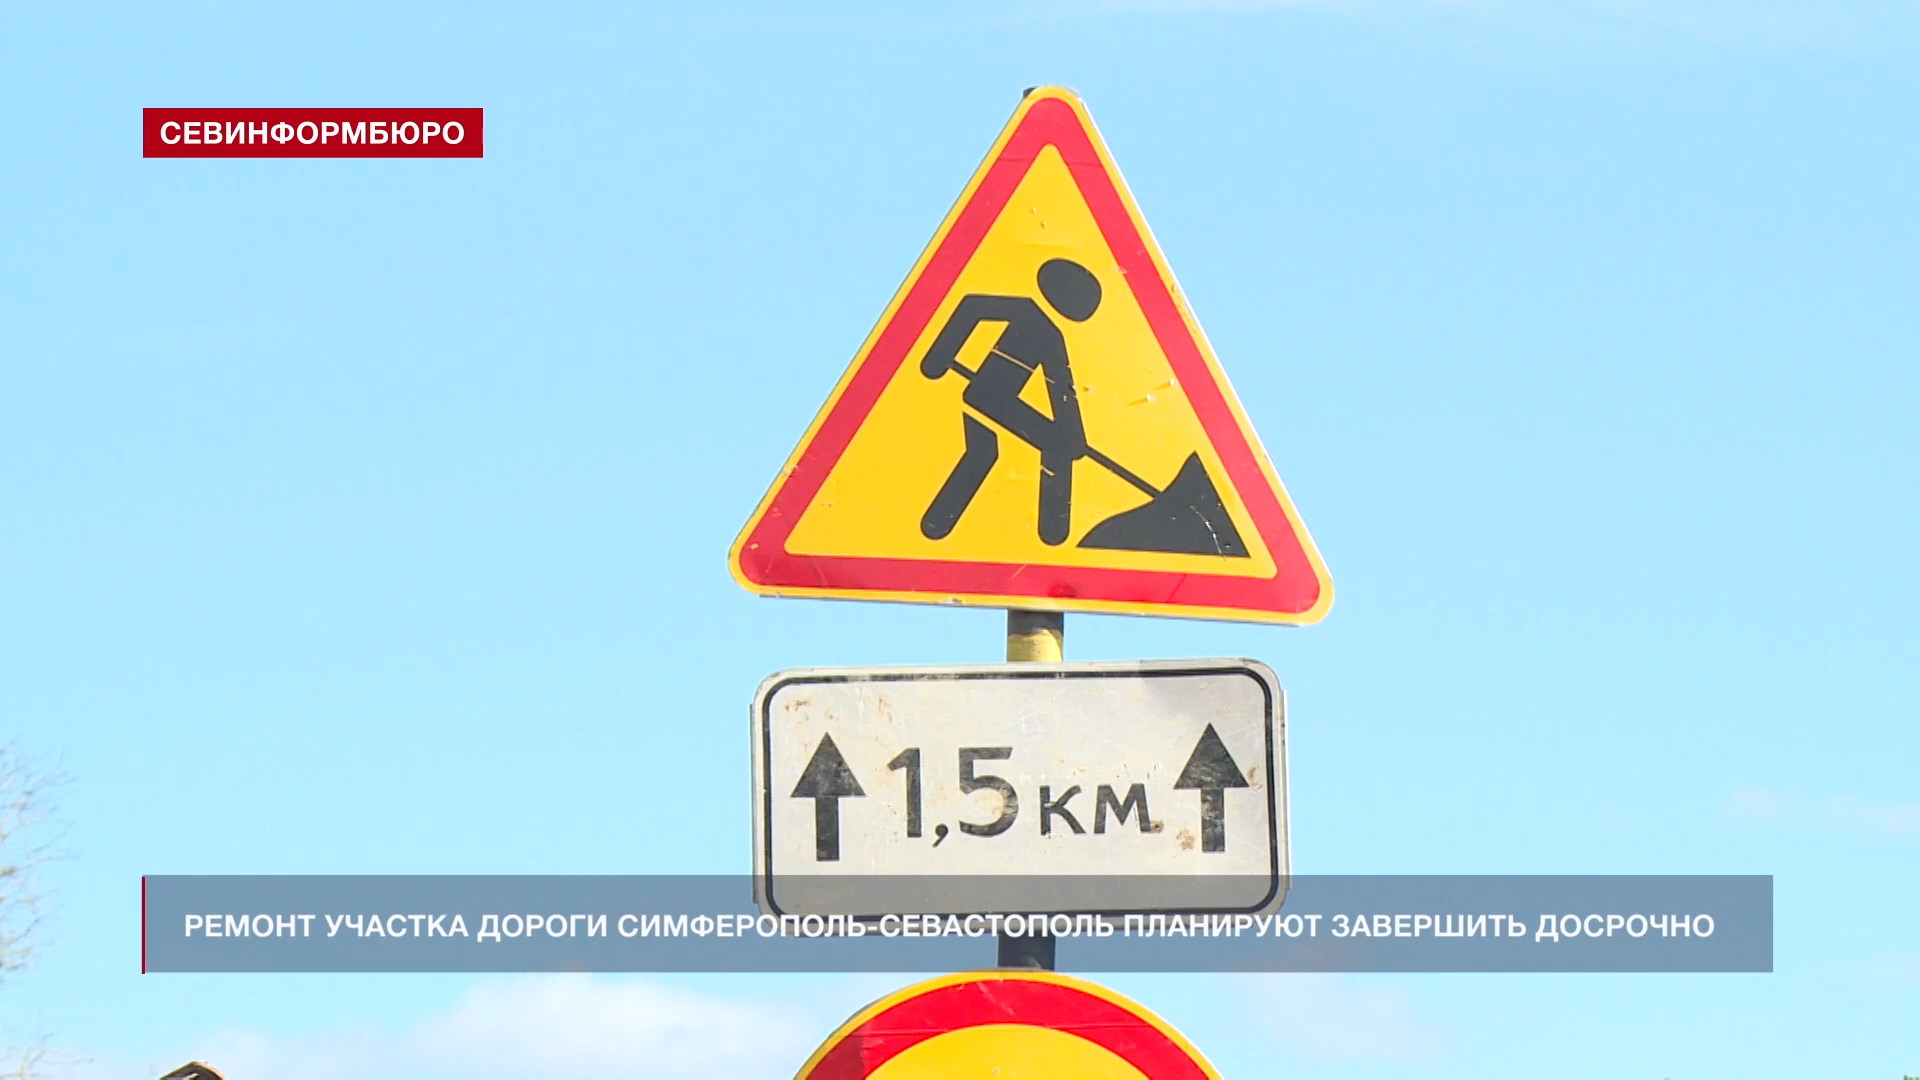 СЕВИНФОРМБЮРО
1,5 км
РЕМОНТ УЧАСТКА ДОРОГИ СИМФЕРОПОЛЬ-СЕВАСТОПОЛЬ ПЛАНИРУЮТ ЗАВЕРШИТЬ ДОСРОЧНО